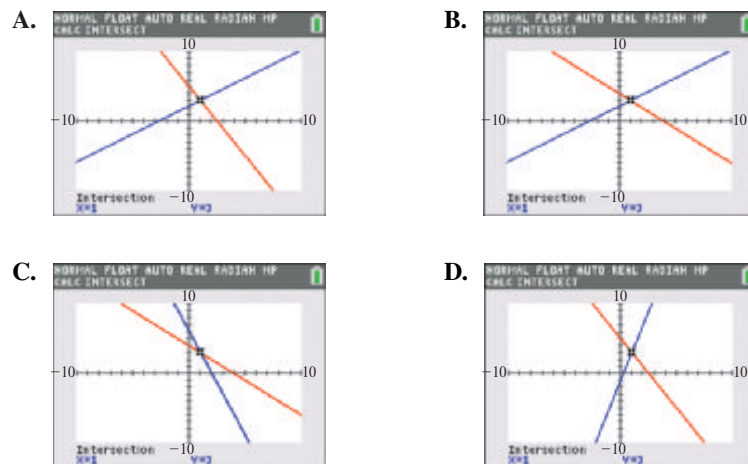 A.
NORMAL FLOAT AUTO REAL RADIAN MP
CALC INTERSECT
10
−10
10
−10
Intersection
X=1 Y=3
B.
NORMAL FLOAT AUTO REAL RADIAN MP
CALC INTERSECT
10
−10
10
−10
Intersection
X=1 Y=3
C.
NORMAL FLOAT AUTO REAL RADIAN MP
CALC INTERSECT
10
−10
10
−10
Intersection
X=1 Y=3
D.
NORMAL FLOAT AUTO REAL RADIAN MP
CALC INTERSECT
10
−10
10
−10
Intersection
X=1 Y=3